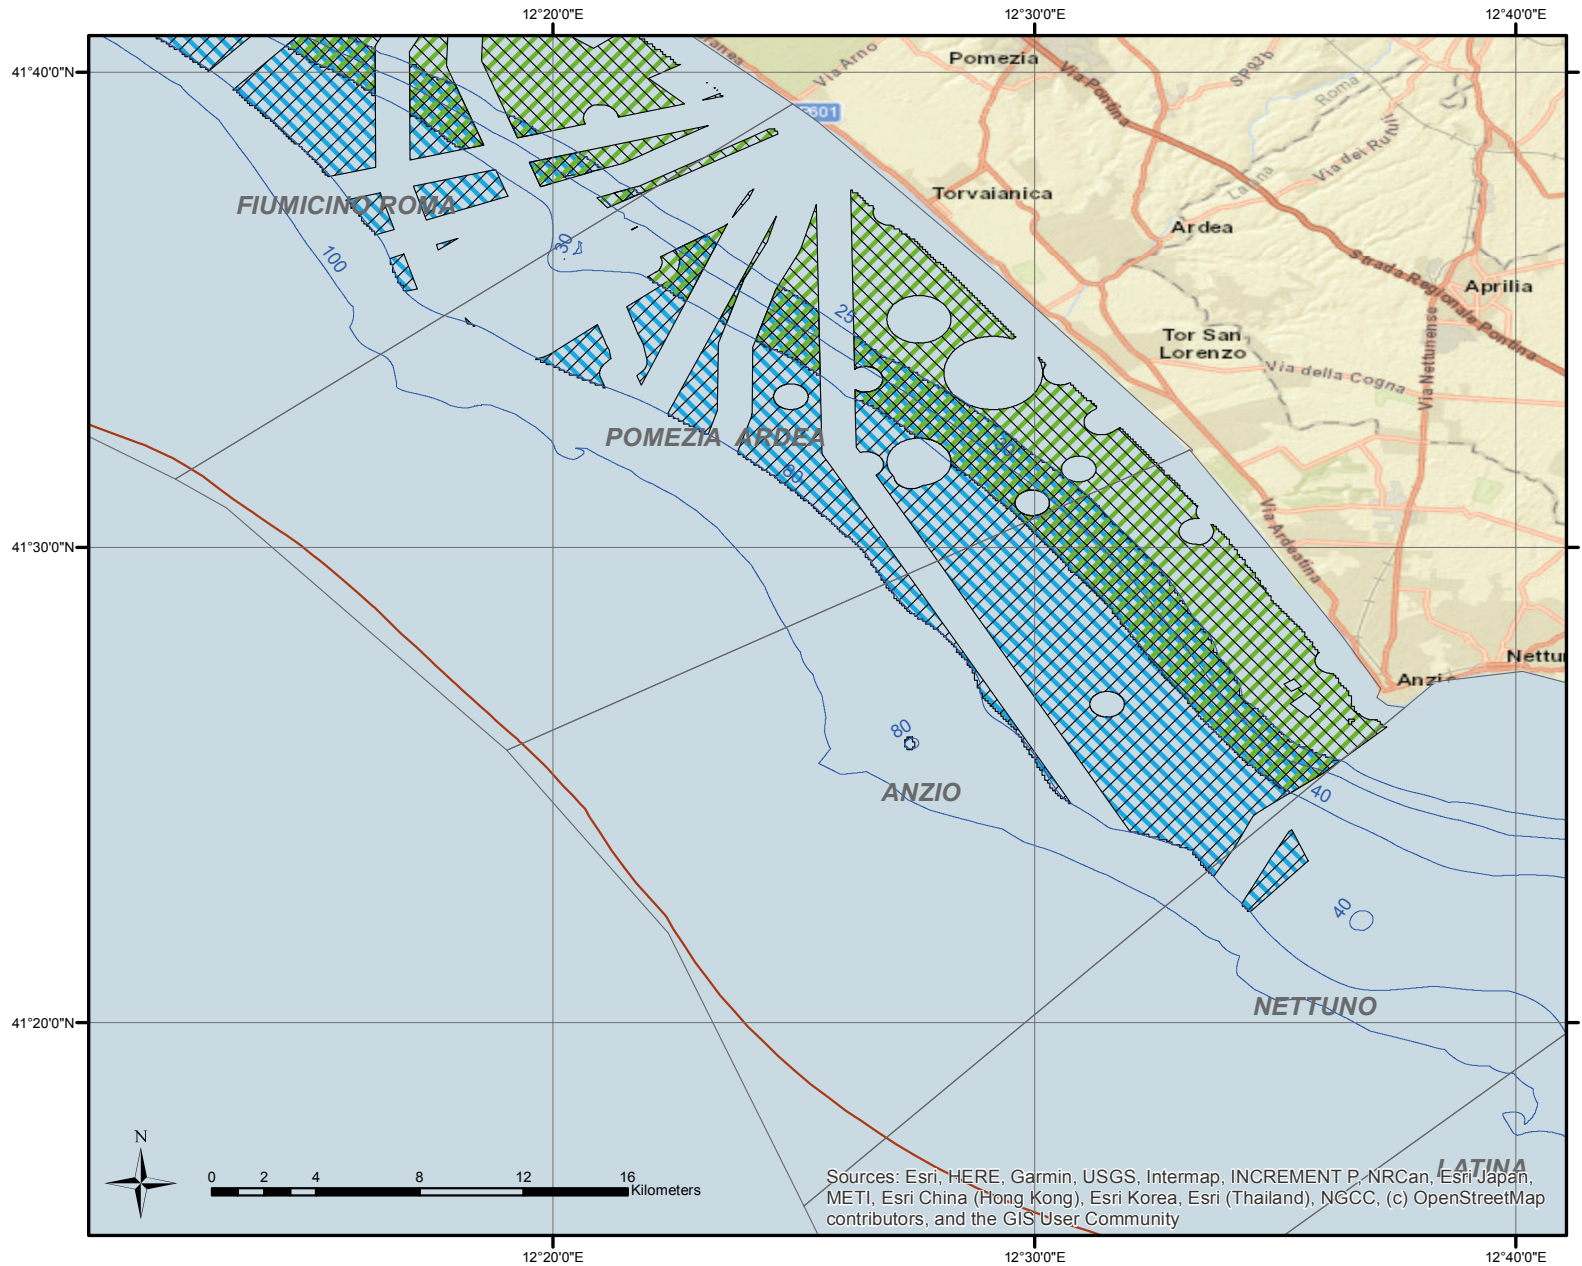 12°20'0"E
12°30'0"E
12°40'0"E
41°40'0"N
41°30'0"N
41°20'0"N
Pomezia
Via Arno
Via Pontina
SP93b
Roma
Latina
Via dei Rutuli
601
Torvaianica
Ardea
Strada Regionale Pontina
Aprilia
Tor San
Lorenzo
Via della Cogna
Via Nettunense
Via Ardeatina
Nettu
Anzi
FIUMICINO ROMA
100
30
25
POMEZIA ARDEA
80
30
80
ANZIO
40
40
NETTUNO
LATINA
N
0 2 4 8 12 16
Kilometers
Sources: Esri, HERE, Garmin, USGS, Intermap, INCREMENT P, NRCan, Esri Japan,
METI, Esri China (Hong Kong), Esri Korea, Esri (Thailand), NGCC, (c) OpenStreetMap
contributors, and the GIS User Community
12°20'0"E
12°30'0"E
12°40'0"E